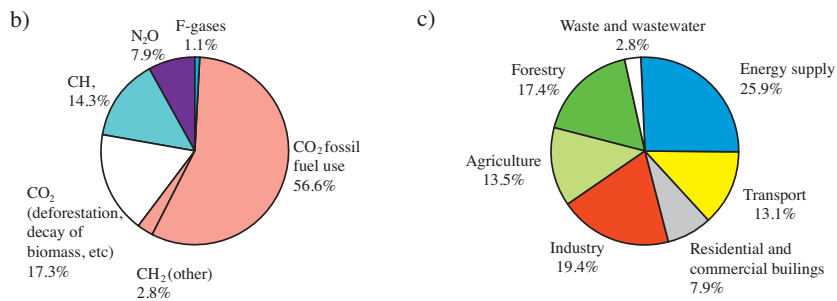 b)
F-gases
1.1%
N₂O
7.9%
CH,
14.3%
CO₂ fossil
fuel use
56.6%
CO₂
(deforestation,
decay of
biomass, etc)
17.3%
CH₂ (other)
2.8%
c)
Waste and wastewater
2.8%
Energy supply
25.9%
Forestry
17.4%
Agriculture
13.5%
Transport
13.1%
Industry
19.4%
Residential and
commercial builings
7.9%